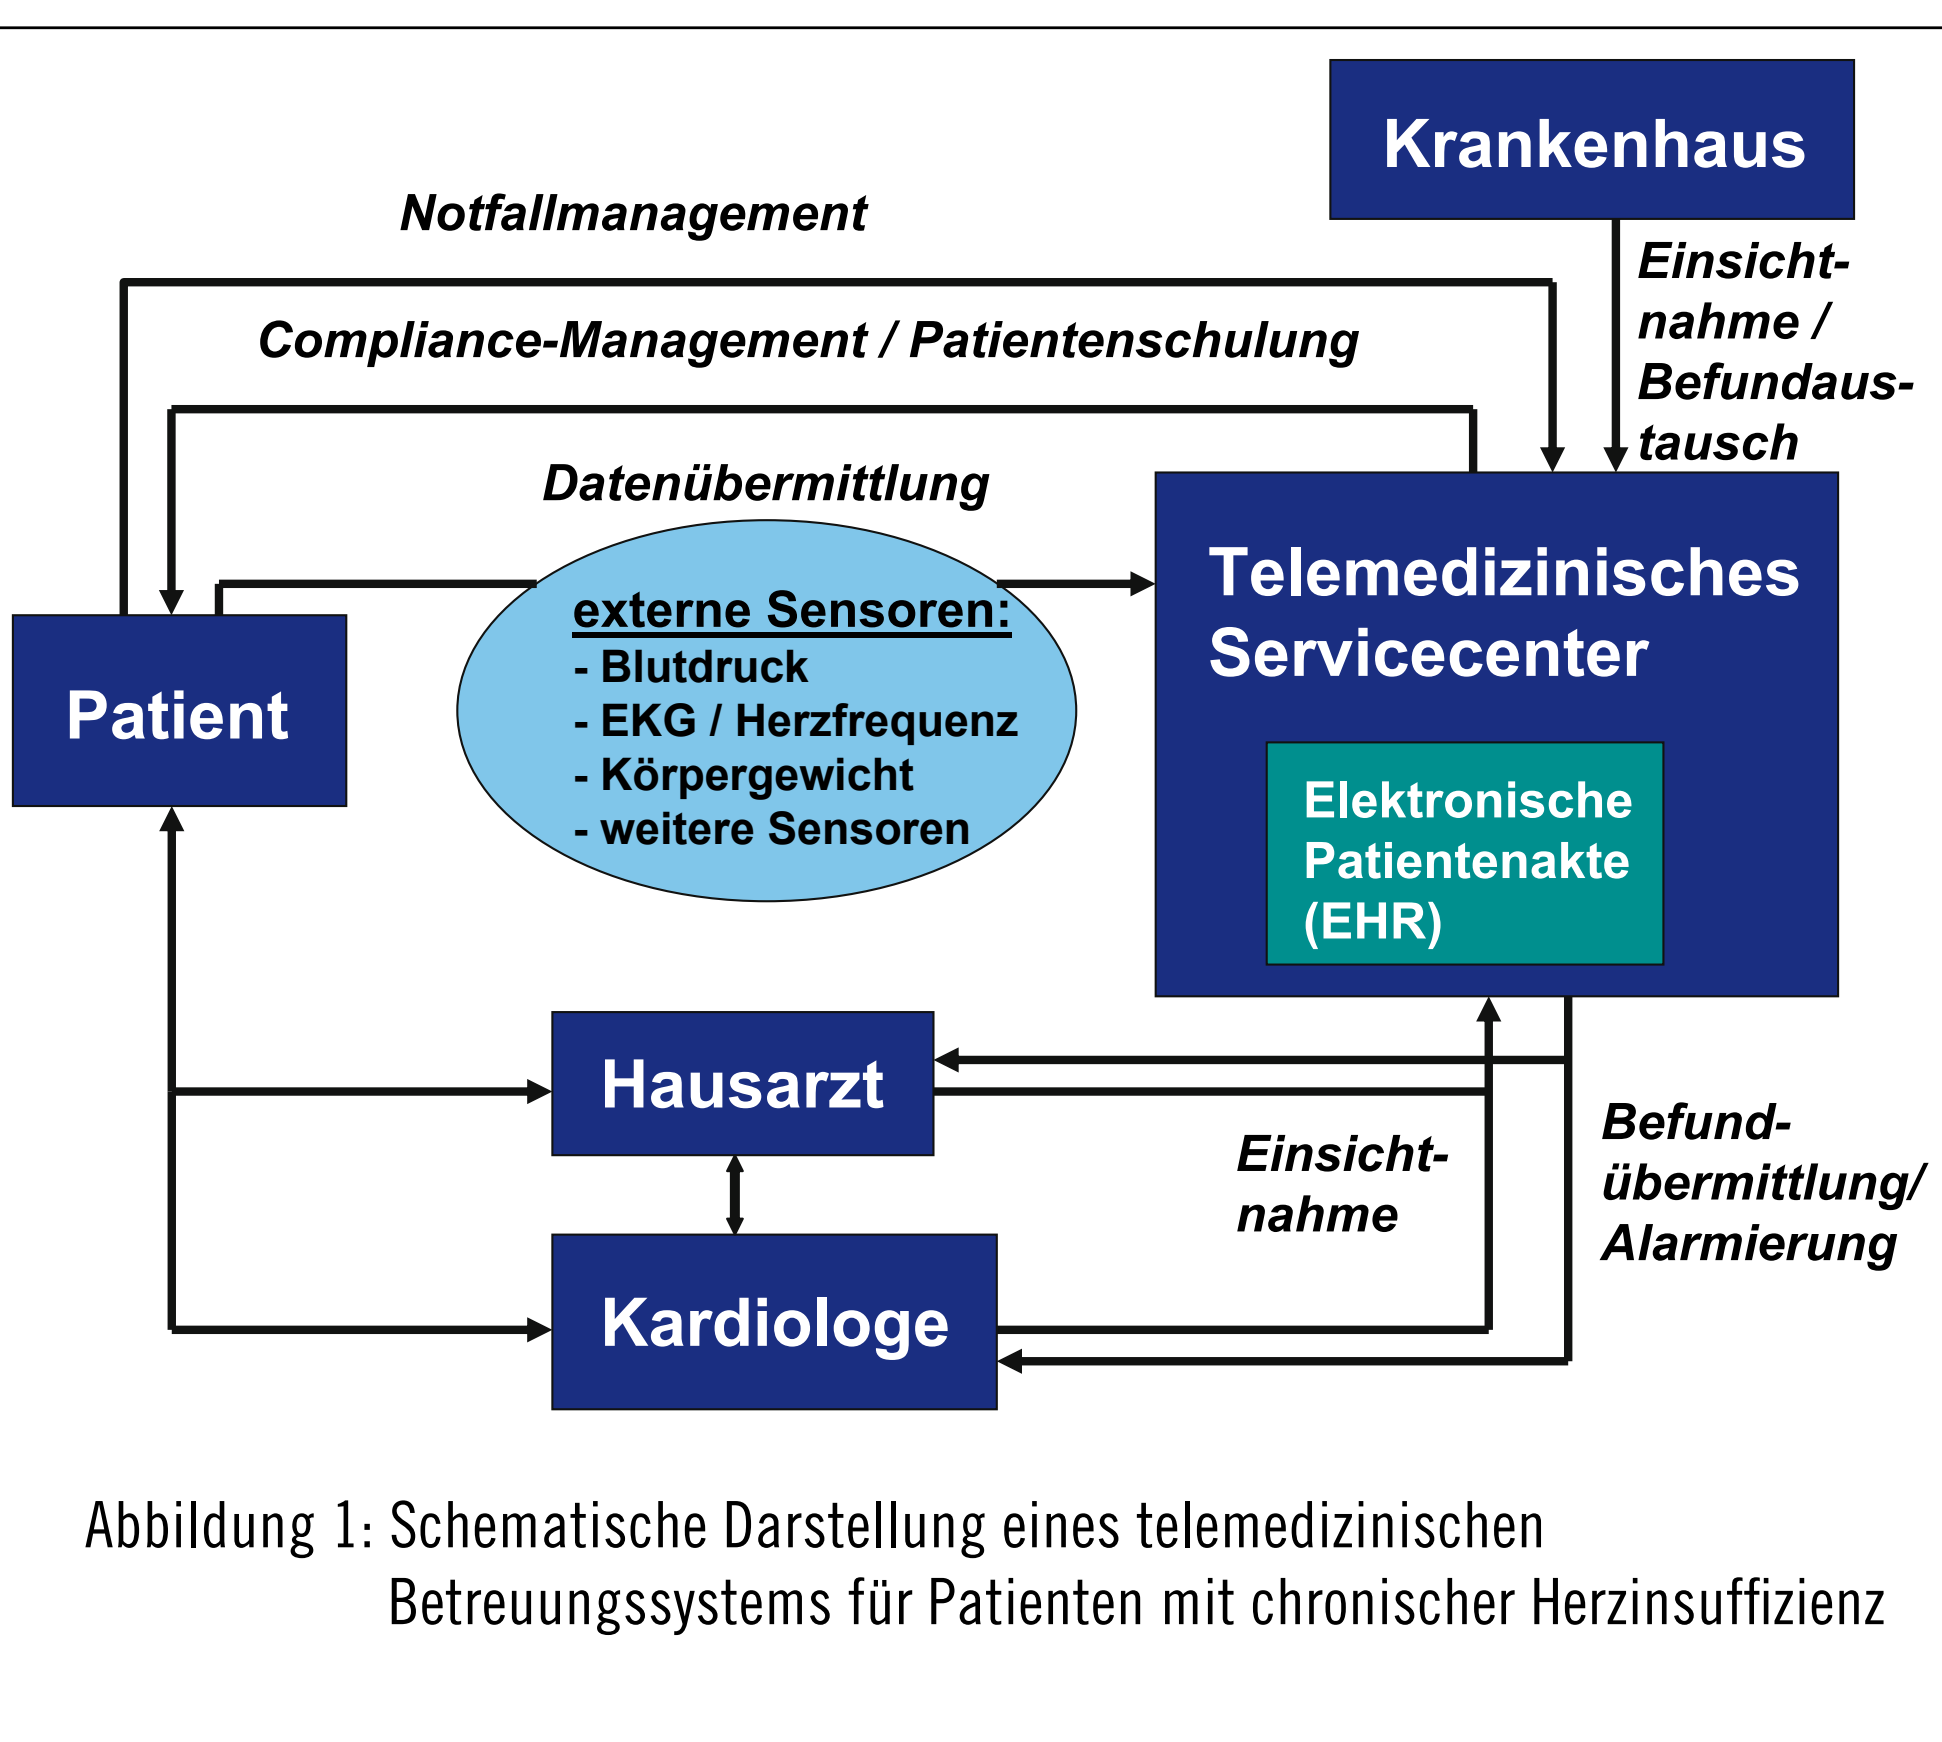 Krankenhaus
Notfallmanagement
Einsicht-
nahme /
Befundaus-
tausch
Compliance-Management / Patientenschulung
Datenübermittlung
externe Sensoren:
- Blutdruck
- EKG / Herzfrequenz
- Körpergewicht
- weitere Sensoren
Telemedizinisches
Servicecenter
Patient
Elektronische
Patientenakte
(EHR)
Hausarzt
Einsicht-
nahme
Befund-
übermittlung/
Alarmierung
Kardiologe
Abbildung 1: Schematische Darstellung eines telemedizinischen
Betreuungssystems für Patienten mit chronischer Herzinsuffizienz